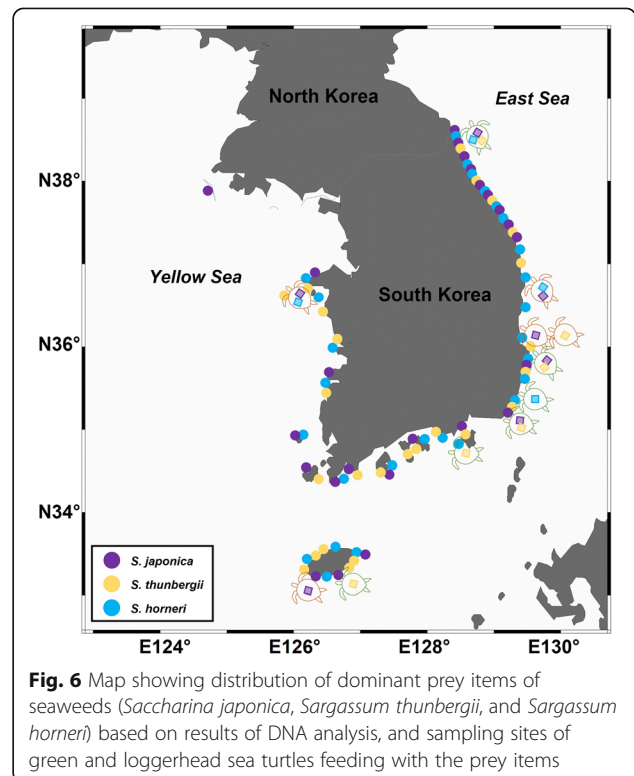 North Korea
East Sea
N38°
Yellow Sea
South Korea
N36°
N34°
S. japonica
S. thunbergii
S. horneri
E124°
E126°
E128°
E130°
Fig. 6 Map showing distribution of dominant prey items of
seaweeds (Saccharina japonica, Sargassum thunbergii, and Sargassum
horneri) based on results of DNA analysis, and sampling sites of
green and loggerhead sea turtles feeding with the prey items